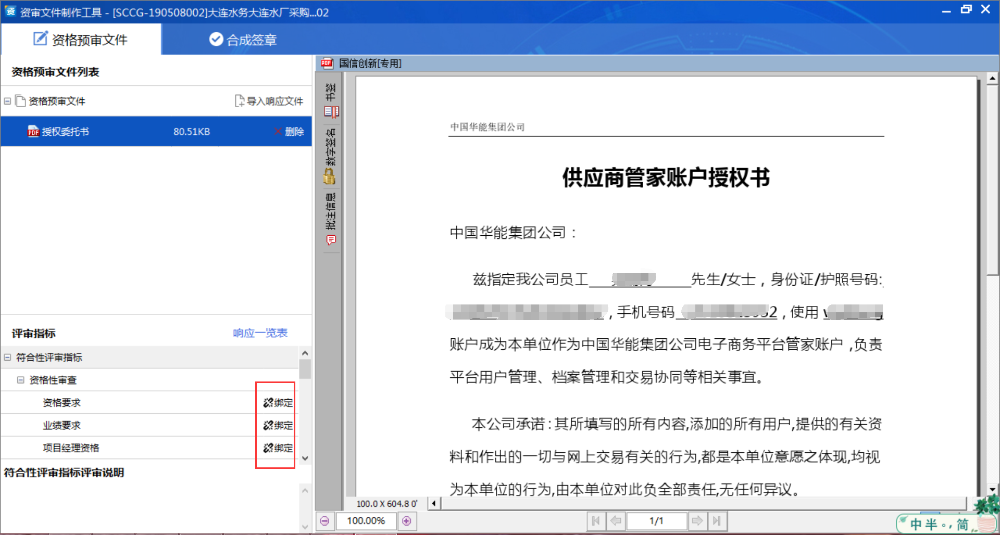 资审文件制作工具 - [SCCG-190508002]大连水务大连水厂采购...02
资格预审文件
合成签章
资格预审文件列表
资格预审文件
导入响应文件
授权委托书
80.51KB
删除
评审指标
响应一览表
符合性评审指标
资格性审查
资格要求
绑定
业绩要求
绑定
项目经理资格
绑定
符合性评审指标评审说明
国信创新[专用]
书签
数字签名
批注信息
中国华能集团公司
供应商管家账户授权书
中国华能集团公司：
兹指定我公司员工 先生/女士，身份证/护照号码:
，手机号码 2，使用
账户成为本单位作为中国华能集团公司电子商务平台管家账户,负责
平台用户管理、档案管理和交易协同等相关事宜。
本公司承诺:其所填写的所有内容,添加的所有用户,提供的有关资
料和作出的一切与网上交易有关的行为,都是本单位意愿之体现,均视
为本单位的行为,由本单位对此负全部责任,无任何异议。
100.0 X 604.8 0'
100.00%
1/1
中半。，简